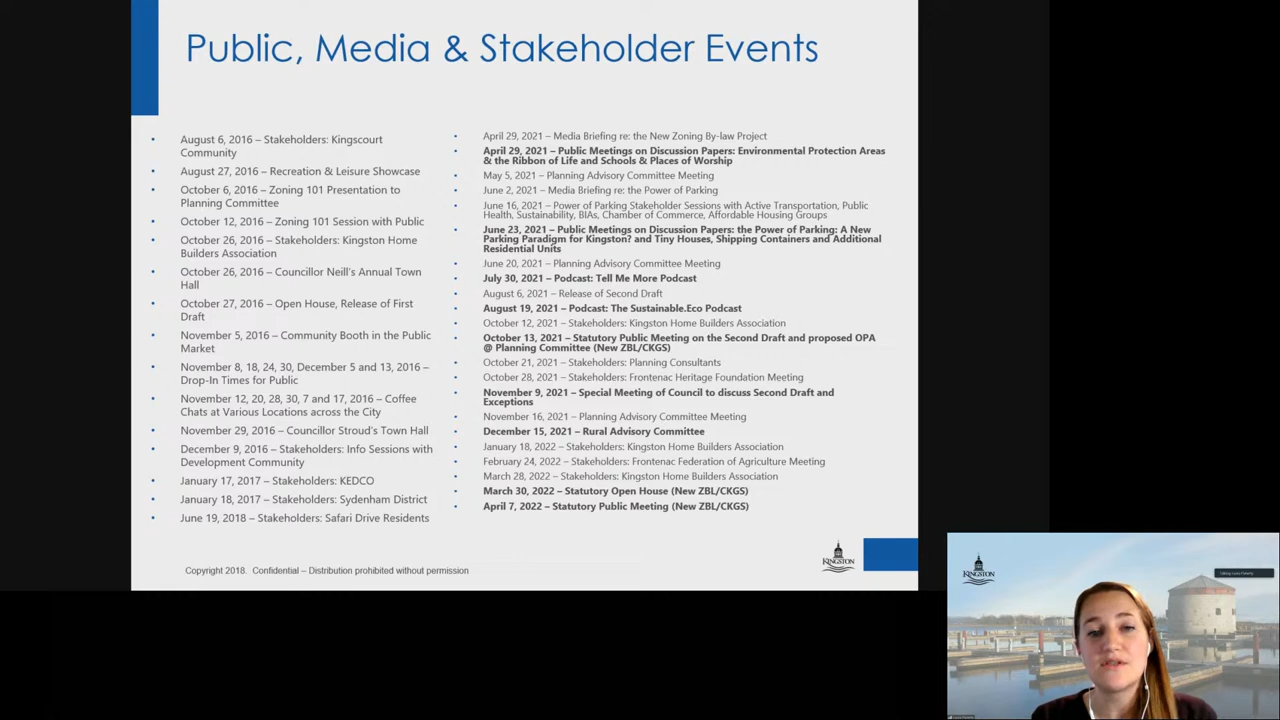 Public, Media & Stakeholder Events
• August 6, 2016 – Stakeholders: Kingscourt
Community
• August 27, 2016 – Recreation & Leisure Showcase
• October 6, 2016 – Zoning 101 Presentation to
Planning Committee
• October 12, 2016 – Zoning 101 Session with Public
• October 26, 2016 – Stakeholders: Kingston Home
Builders Association
• October 26, 2016 – Councillor Neill's Annual Town
Hall
• October 27, 2016 – Open House, Release of First
Draft
• November 5, 2016 – Community Booth in the Public
Market
• November 8, 18, 24, 30, December 5 and 13, 2016 –
Drop-In Times for Public
• November 12, 20, 28, 30, 7 and 17, 2016 – Coffee
Chats at Various Locations across the City
• November 29, 2016 – Councillor Stroud's Town Hall
• December 9, 2016 – Stakeholders: Info Sessions with
Development Community
• January 17, 2017 – Stakeholders: KEDCO
• January 18, 2017 – Stakeholders: Sydenham District
• June 19, 2018 – Stakeholders: Safari Drive Residents
• April 29, 2021 – Media Briefing re: the New Zoning By-law Project
• April 29, 2021 – Public Meetings on Discussion Papers: Environmental Protection Areas
& the Ribbon of Life and Schools & Places of Worship
• May 5, 2021 – Planning Advisory Committee Meeting
• June 2, 2021 – Media Briefing re: the Power of Parking
• June 16, 2021 – Power of Parking Stakeholder Sessions with Active Transportation, Public
Health, Sustainability, BIAs, Chamber of Commerce, Affordable Housing Groups
• June 23, 2021 – Public Meetings on Discussion Papers: the Power of Parking: A New
Parking Paradigm for Kingston? and Tiny Houses, Shipping Containers and Additional
Residential Units
• June 20, 2021 – Planning Advisory Committee Meeting
• July 30, 2021 – Podcast: Tell Me More Podcast
• August 6, 2021 – Release of Second Draft
• August 19, 2021 – Podcast: The Sustainable.Eco Podcast
• October 12, 2021 – Stakeholders: Kingston Home Builders Association
• October 13, 2021 – Statutory Public Meeting on the Second Draft and proposed OPA
@ Planning Committee (New ZBL/CKGS)
• October 21, 2021 – Stakeholders: Planning Consultants
• October 28, 2021 – Stakeholders: Frontenac Heritage Foundation Meeting
• November 9, 2021 – Special Meeting of Council to discuss Second Draft and
Exceptions
• November 16, 2021 – Planning Advisory Committee Meeting
• December 15, 2021 – Rural Advisory Committee
• January 18, 2022 – Stakeholders: Kingston Home Builders Association
• February 24, 2022 – Stakeholders: Frontenac Federation of Agriculture Meeting
• March 28, 2022 – Stakeholders: Kingston Home Builders Association
• March 30, 2022 – Statutory Open House (New ZBL/CKGS)
• April 7, 2022 – Statutory Public Meeting (New ZBL/CKGS)
Copyright 2018. Confidential – Distribution prohibited without permission
KINGSTON
KINGSTON